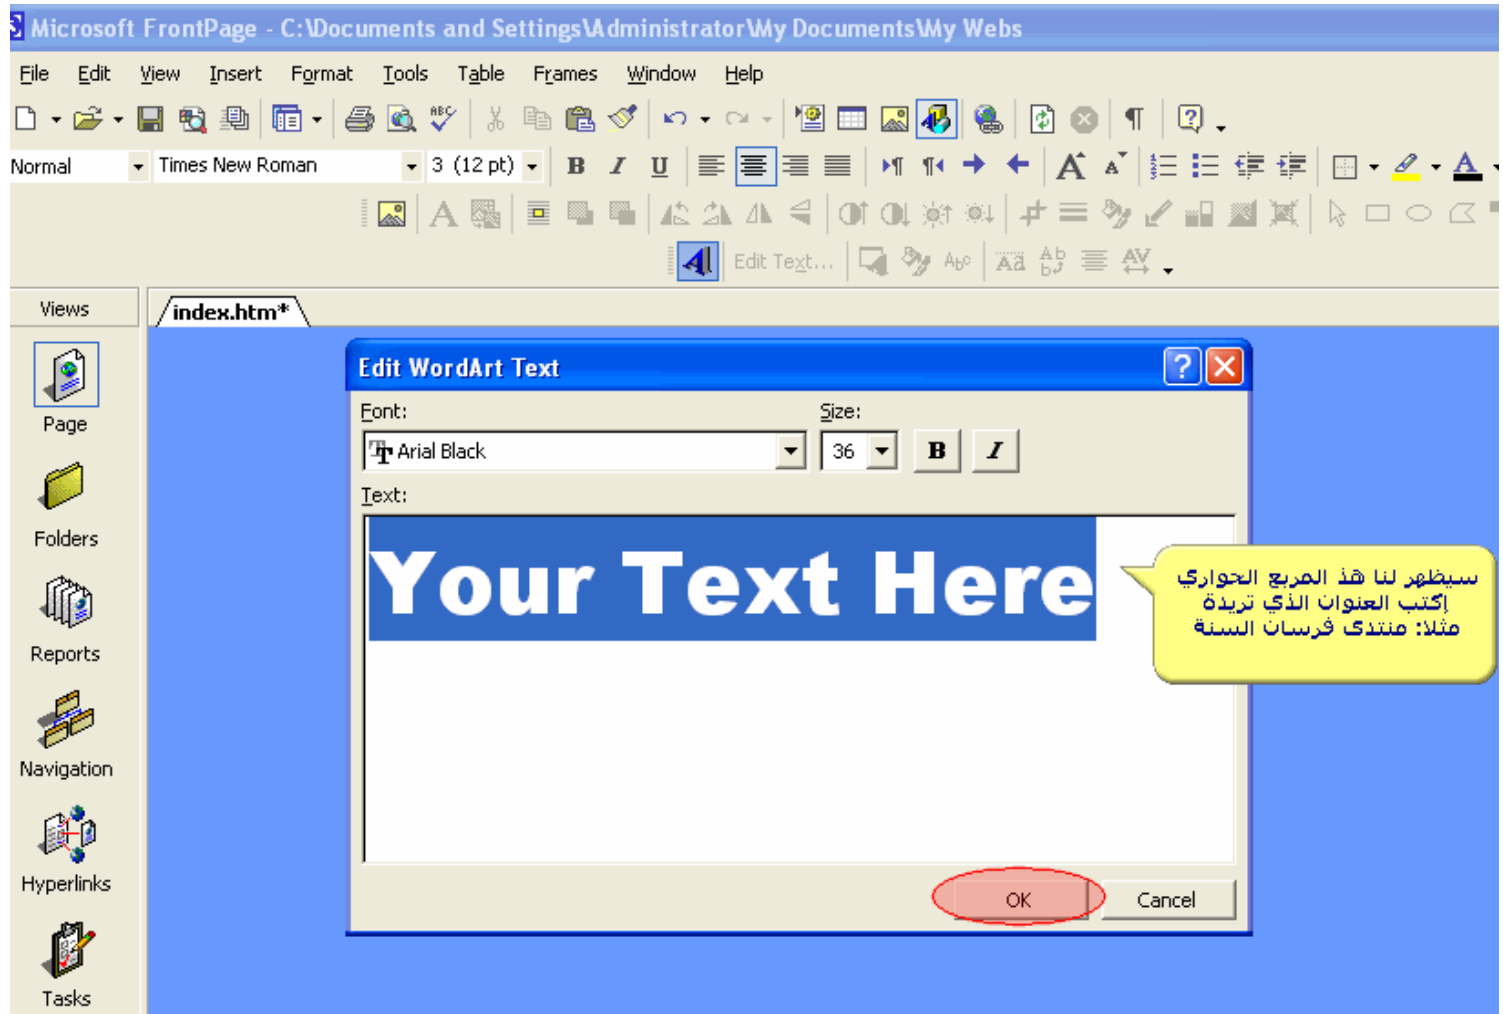 Microsoft FrontPage - C:\Documents and Settings\Administrator\My Documents\My Webs
File Edit View Insert Format Tools Table Frames Window Help
Normal Times New Roman 3 (12 pt) B I U
Edit Text...
Views
index.htm*
Page
Folders
Reports
Navigation
Hyperlinks
Tasks
Edit WordArt Text
Font: Size:
Arial Black 36 B I
Text:
Your Text Here
سيظهر لنا هذ المربع الحواري
إكتب العنوان الذي تريدة
مثلا: منتدى فرسان السنة
OK Cancel